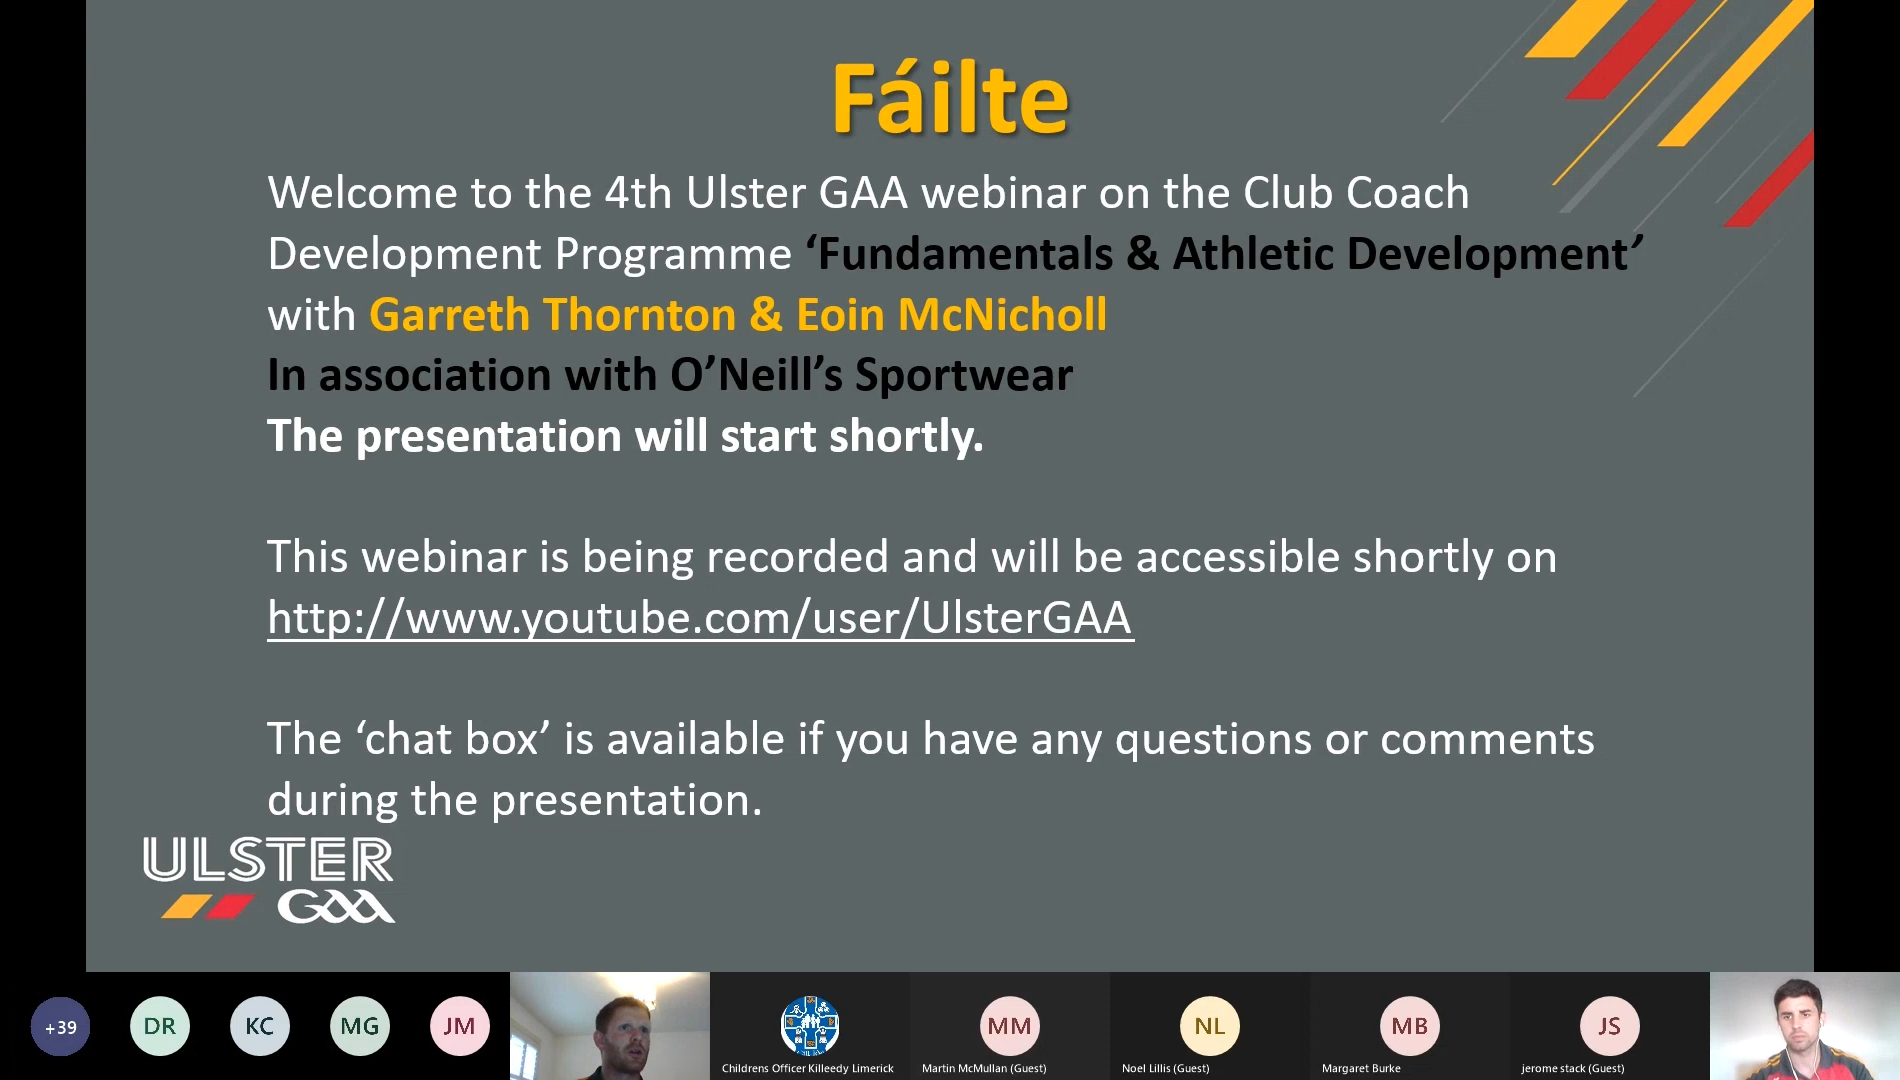 Fáilte
Welcome to the 4th Ulster GAA webinar on the Club Coach
Development Programme ‘Fundamentals & Athletic Development’
with Garreth Thornton & Eoin McNicholl
In association with O’Neill’s Sportwear
The presentation will start shortly.
This webinar is being recorded and will be accessible shortly on
http://www.youtube.com/user/UlsterGAA
The ‘chat box’ is available if you have any questions or comments
during the presentation.
ULSTER
GAA
+39
DR
KC
MG
JM
Childrens Officer Killeedy Limerick
MM
Martin McMullan (Guest)
NL
Noel Lillis (Guest)
MB
Margaret Burke
JS
jerome stack (Guest)